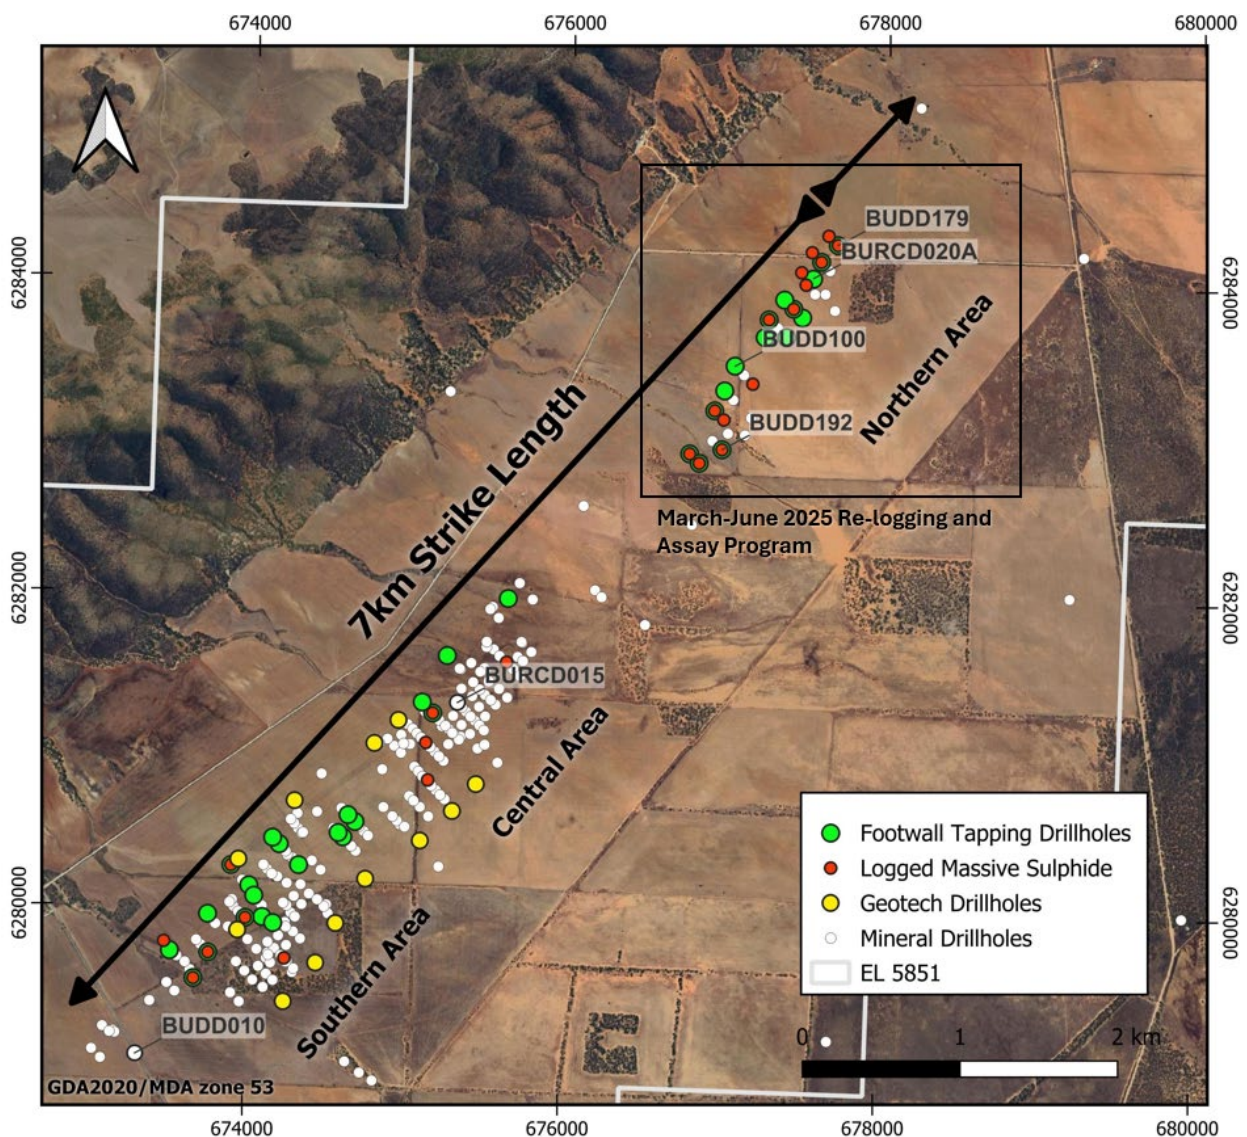 674000
676000
678000
680000
BUDD179
BURCD020A
6284000
6284000
BUDD100
Northern Area
BUDD192
7km Strike Length
March-June 2025 Re-logging and
Assay Program
6282000
6282000
BURCD015
Central Area
Footwall Tapping Drillholes
Logged Massive Sulphide
Geotech Drillholes
Mineral Drillholes
EL 5851
6280000
6280000
Southern Area
BUDD010
0 1 2 km
GDA2020/MDA zone 53
674000
676000
678000
680000